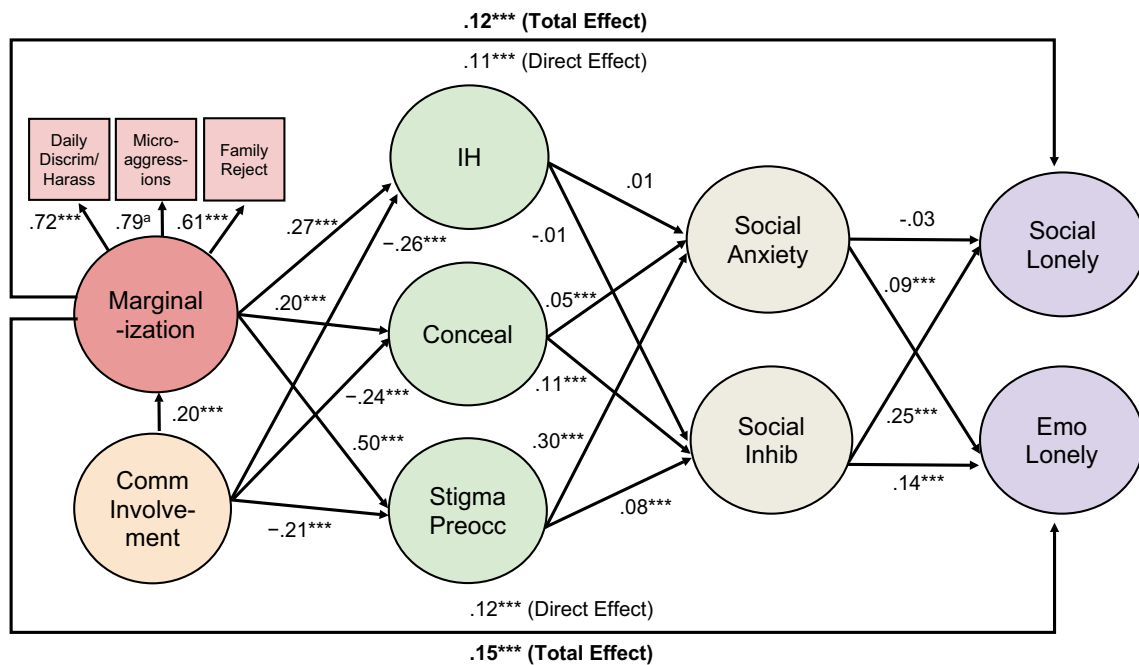 .12*** (Total Effect)
.11*** (Direct Effect)
Daily
Discrim/
Harass
Micro-
aggress-
ions
Family
Reject
.72***
.79ª
.61***
Marginal
-ization
.20***
Comm
Involve-
ment
.27***
−.26***
.20***
−.24***
.50***
−.21***
IH
Conceal
Stigma
Preocc
.01
-.01
.05***
.11***
.30***
.08***
Social
Anxiety
Social
Inhib
-.03
.09***
.25***
.14***
Social
Lonely
Emo
Lonely
.12*** (Direct Effect)
.15*** (Total Effect)